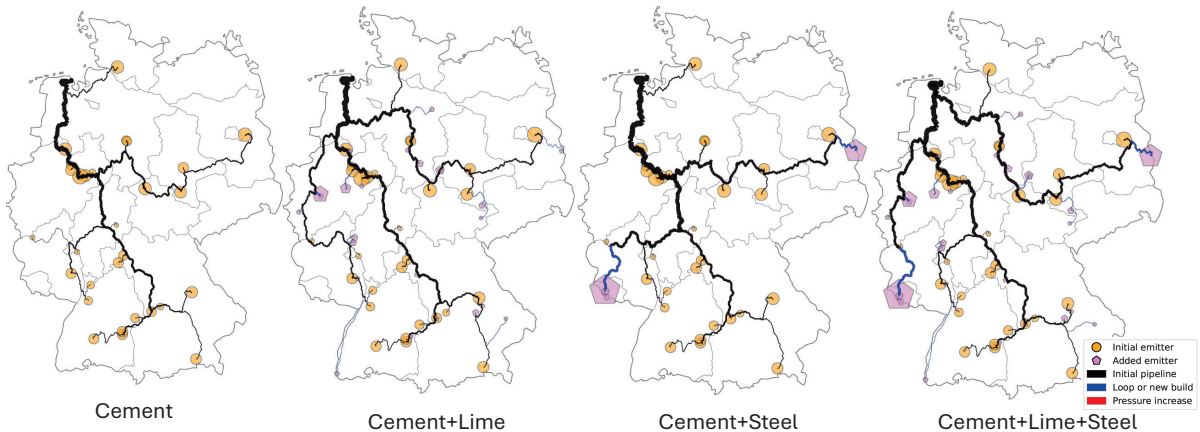 Cement
Cement+Lime
Cement+Steel
Cement+Lime+Steel
Initial emitter
Added emitter
Initial pipeline
Loop or new build
Pressure increase